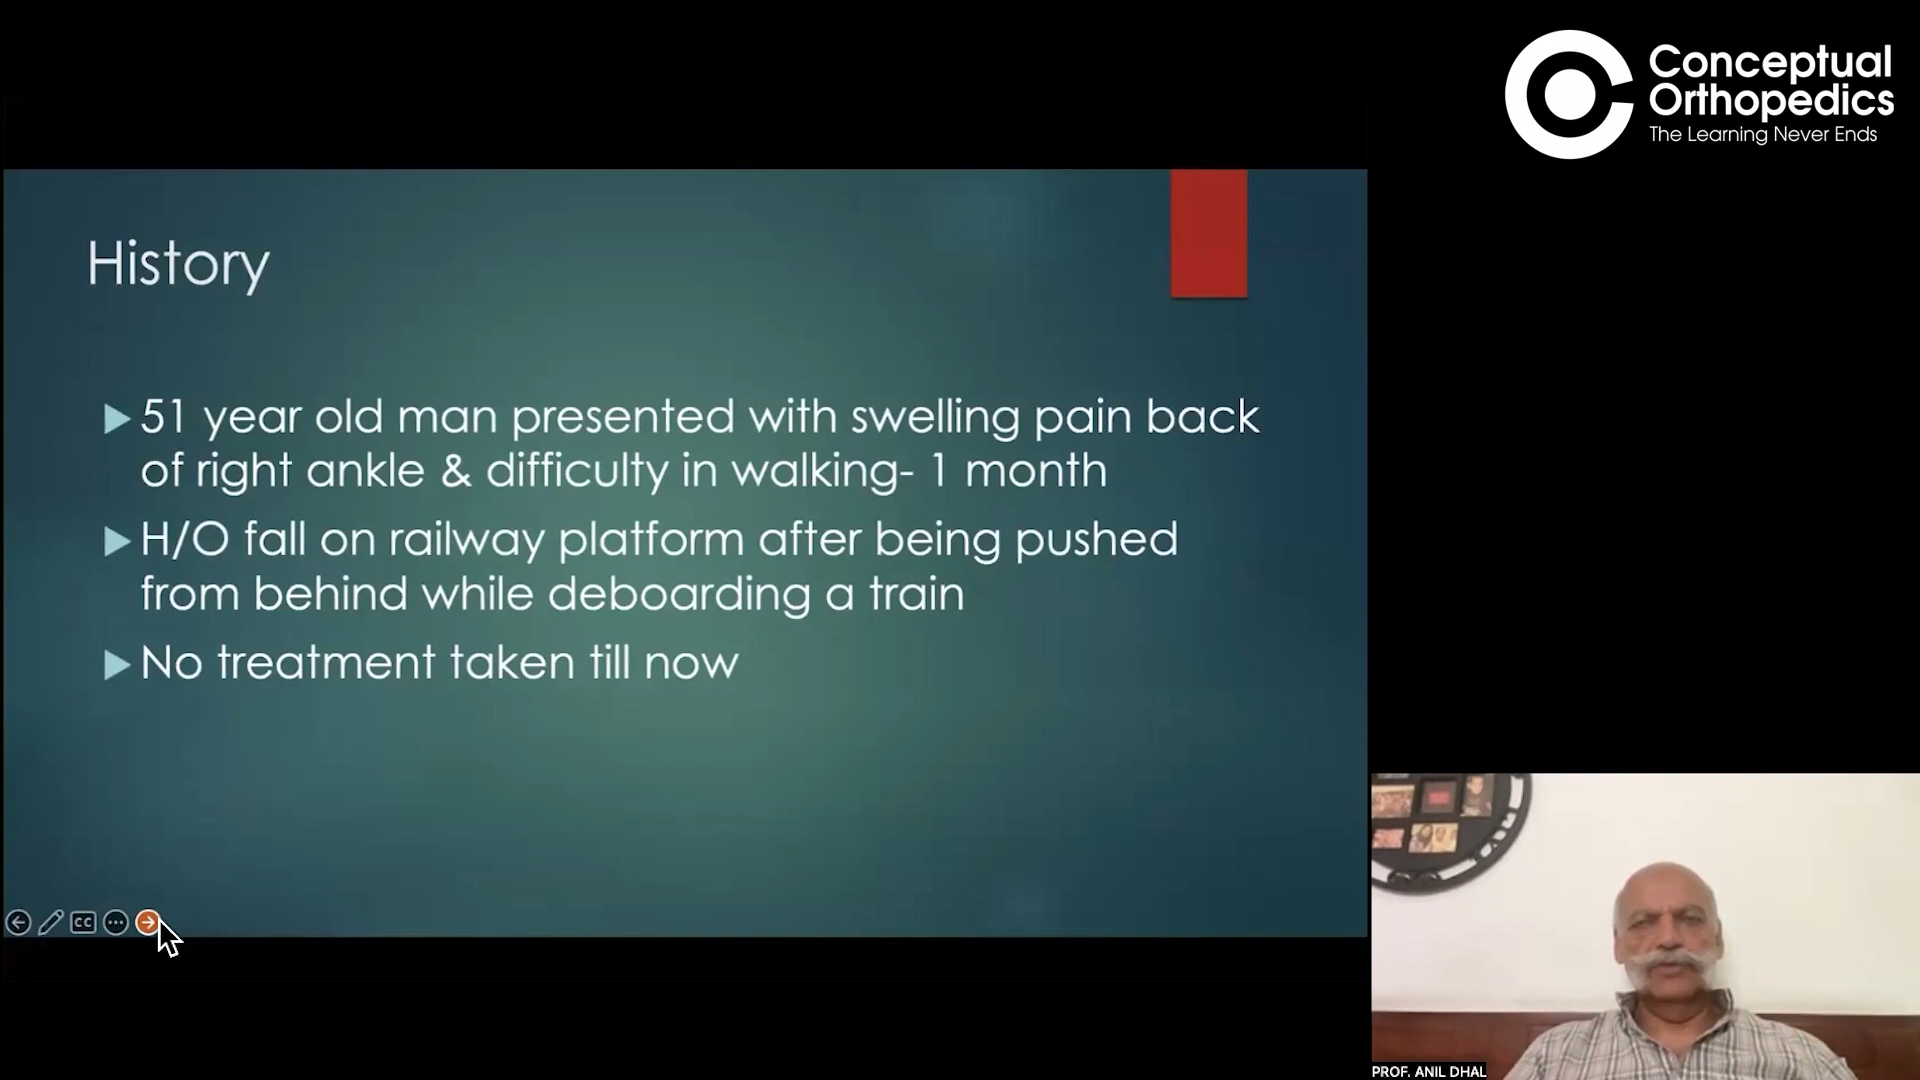 Conceptual
Orthopedics
The Learning Never Ends
History
51 year old man presented with swelling pain back
of right ankle & difficulty in walking- 1 month
H/O fall on railway platform after being pushed
from behind while deboarding a train
No treatment taken till now
CC
PROF. ANIL DHAL